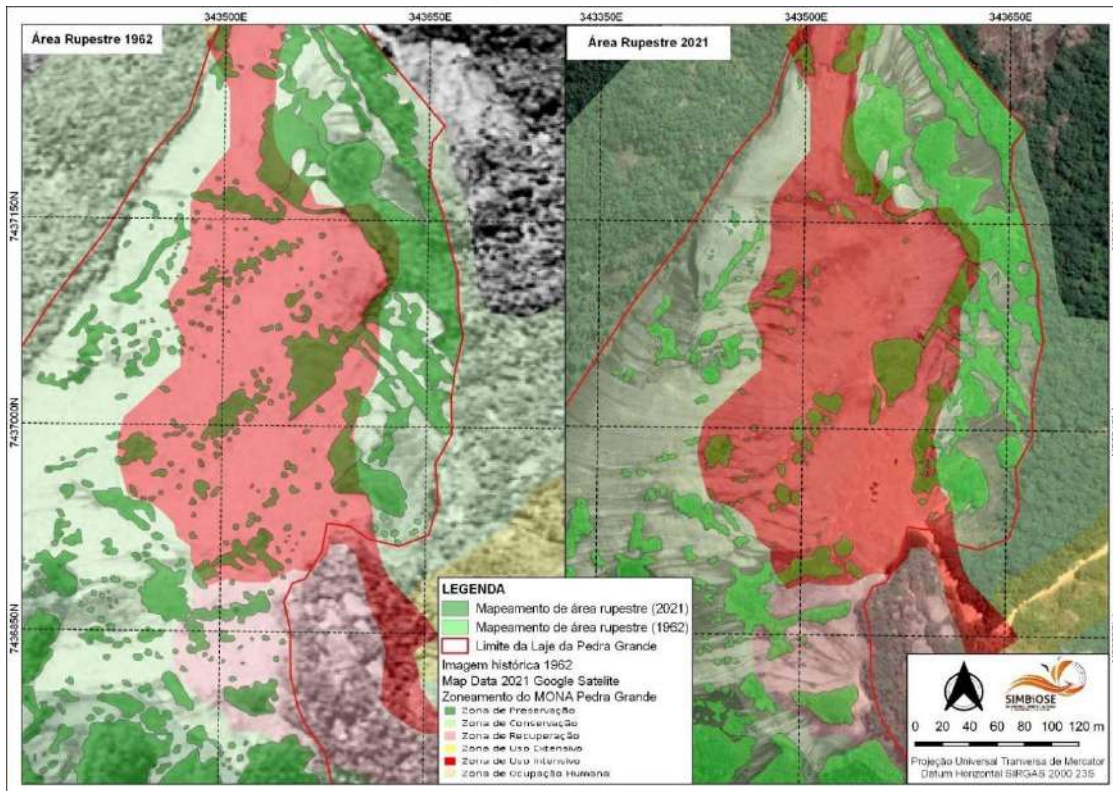 343500E
343650E
343350E
343500E
343650E
Área Rupestre 1962
Área Rupestre 2021
7437150N
7437000N
7436850N
LEGENDA
Mapeamento de área rupestre (2021)
Mapeamento de área rupestre (1962)
Limite da Laje da Pedra Grande
Imagem histórica 1962
Map Data 2021 Google Satelite
Zoneamento do MONA Pedra Grande
Zona de Preservação
Zona de Conservação
Zona de Recuperação
Zona de Uso Extensivo
Zona de Uso Intensivo
Zona de Ocupação Humana
SIMBiOSE
0 20 40 60 80 100 120 m
Projeção Universal Tranversa de Mercator
Datum Horizontal SIRGAS 2000 23S